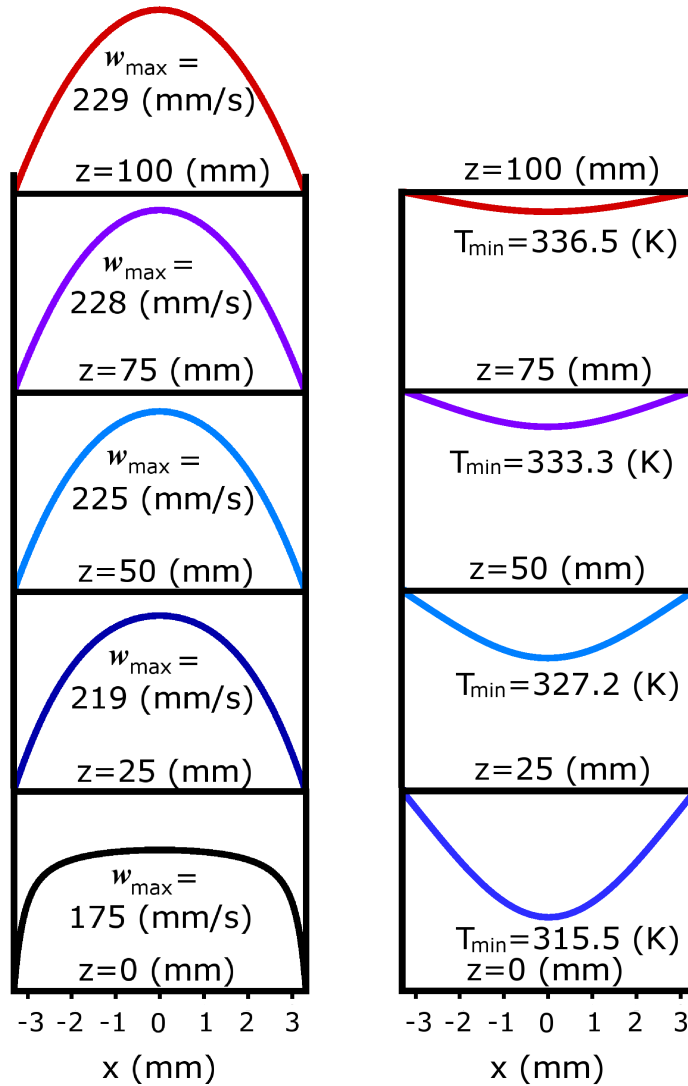 w_max =
229 (mm/s)
z=100 (mm)
w_max =
228 (mm/s)
z=75 (mm)
w_max =
225 (mm/s)
z=50 (mm)
w_max =
219 (mm/s)
z=25 (mm)
w_max =
175 (mm/s)
z=0 (mm)
-3 -2 -1 0 1 2 3
x (mm)
z=100 (mm)
T_min=336.5 (K)
z=75 (mm)
T_min=333.3 (K)
z=50 (mm)
T_min=327.2 (K)
z=25 (mm)
T_min=315.5 (K)
z=0 (mm)
-3 -2 -1 0 1 2 3
x (mm)